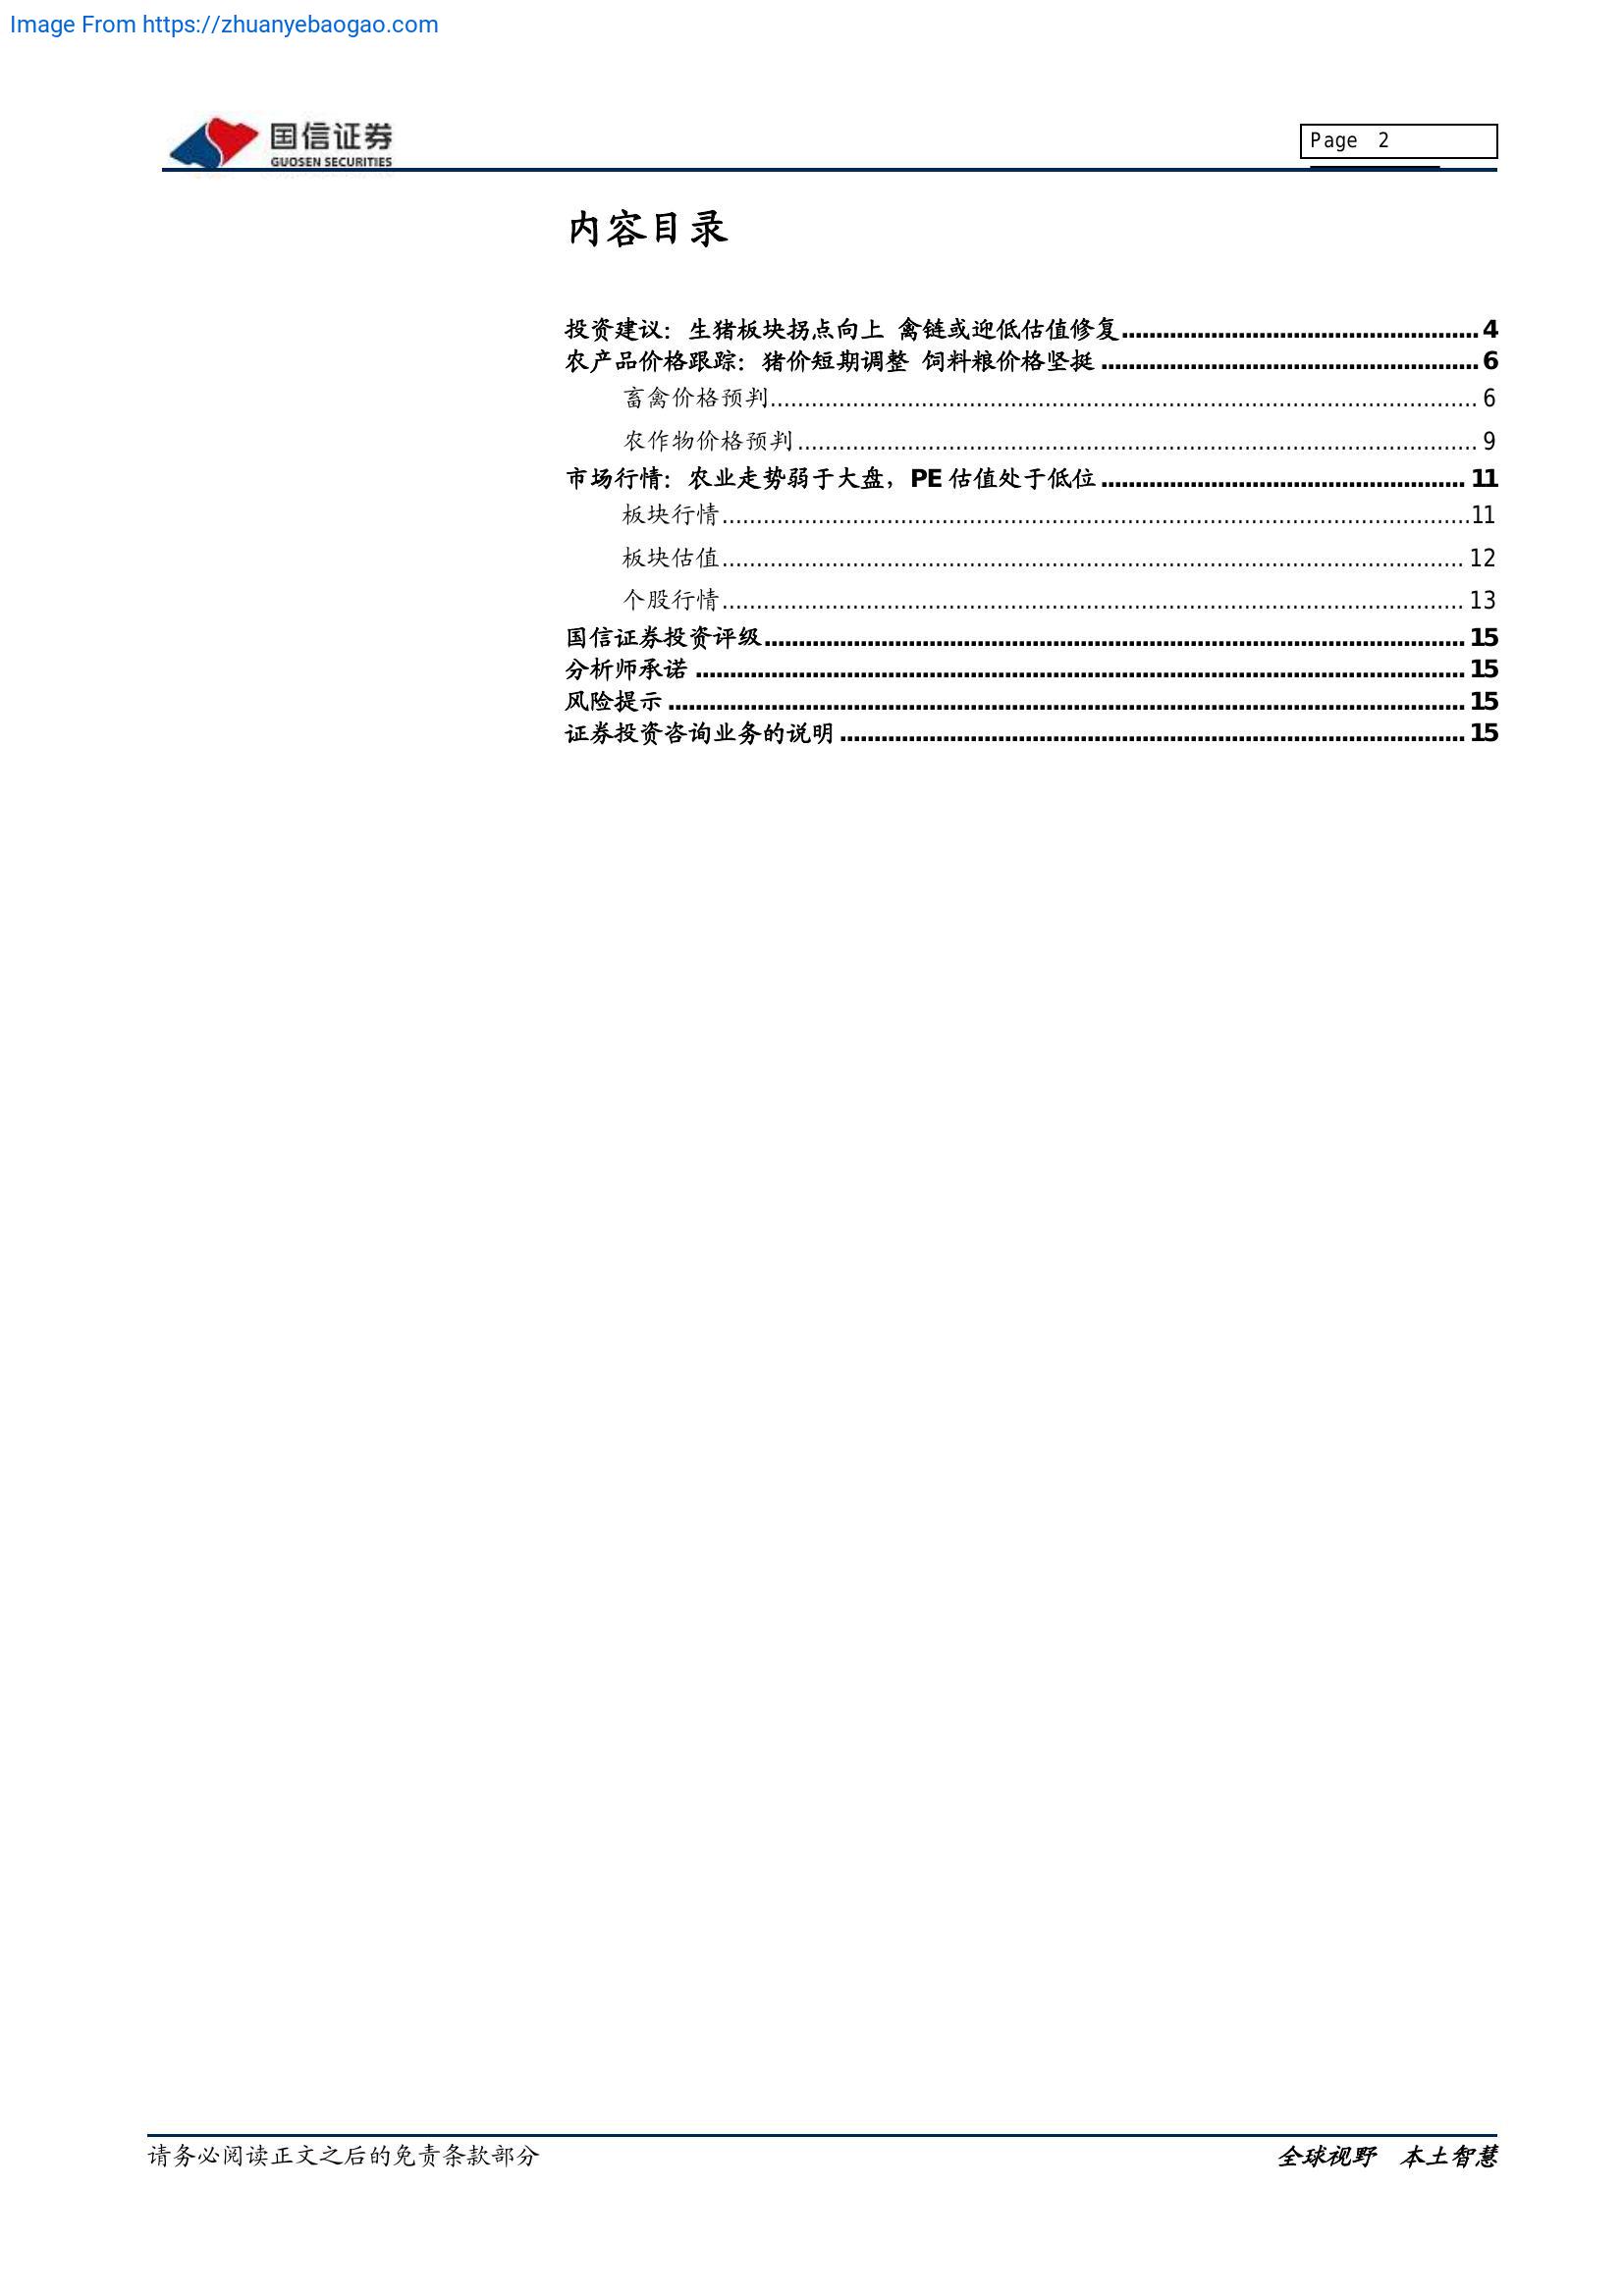 Image From https://zhuanyebaogao.com
国信证券
GUOSEN SECURITIES
Page 2
内容目录
投资建议：生猪板块拐点向上 禽链或迎低估值修复....................................................4
农产品价格跟踪：猪价短期调整 饲料粮价格坚挺.......................................................6
畜禽价格预判.......................................................................................................6
农作物价格预判...................................................................................................9
市场行情：农业走势弱于大盘，PE 估值处于低位.....................................................11
板块行情.............................................................................................................11
板块估值............................................................................................................12
个股行情............................................................................................................13
国信证券投资评级......................................................................................................15
分析师承诺................................................................................................................15
风险提示....................................................................................................................15
证券投资咨询业务的说明...........................................................................................15
请务必阅读正文之后的免责条款部分
全球视野 本土智慧